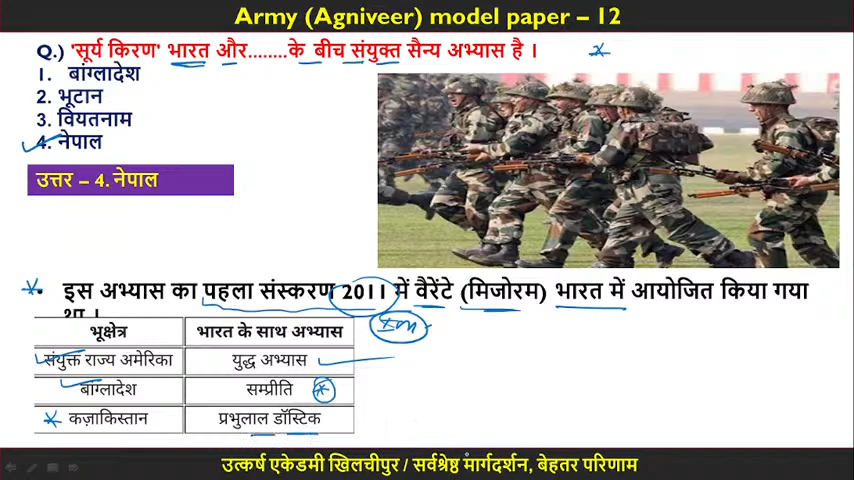 Army (Agniveer) model paper – 12
Q.) 'सूर्य किरण' भारत और........के बीच संयुक्त सैन्य अभ्यास है ।
1. बांग्लादेश
2. भूटान
3. वियतनाम
4. नेपाल
उत्तर – 4. नेपाल
• इस अभ्यास का पहला संस्करण 2011 में वैरेंटे (मिजोरम) भारत में आयोजित किया गया
था ।
भूक्षेत्र भारत के साथ अभ्यास
संयुक्त राज्य अमेरिका युद्ध अभ्यास
बांग्लादेश सम्प्रीति
कज़ाकिस्तान प्रभुलाल डॉस्टिक
उत्कर्ष एकेडमी खिलचीपुर / सर्वश्रेष्ठ मार्गदर्शन, बेहतर परिणाम